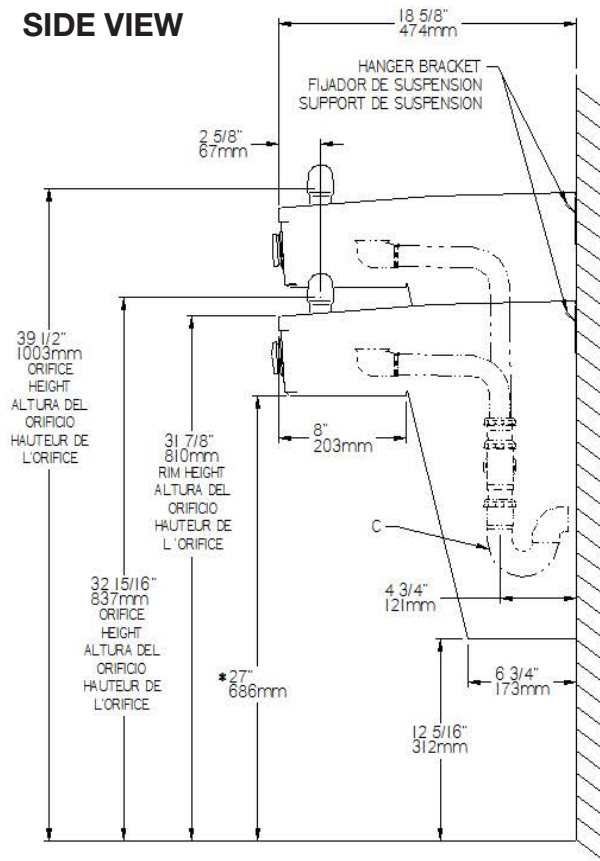 SIDE VIEW
18 5/8"
474mm
HANGER BRACKET
FIJADOR DE SUSPENSION
SUPPORT DE SUSPENSION
2 5/8"
67mm
39 1/2"
1003mm
ORIFICE
HEIGHT
ALTURA DEL
ORIFICIO
HAUTEUR DE
L'ORIFICE
31 7/8"
810mm
RIM HEIGHT
ALTURA DEL
ORIFICIO
HAUTEUR DE
L 'ORIFICE
8"
203mm
C
4 3/4"
121mm
32 15/16"
837mm
ORIFICE
HEIGHT
ALTURA DEL
ORIFICIO
HAUTEUR DE
L'ORIFICE
*27"
686mm
6 3/4"
173mm
12 5/16"
312mm